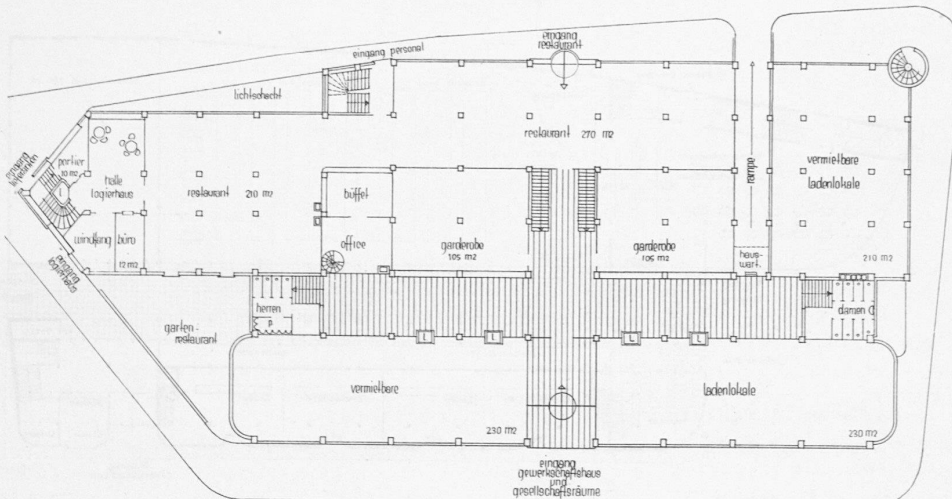 eingang
restaurant
eingang personal
lichtschacht
restaurant 270 m2
rampe
vermietbare
ladenlokale
210 m2
eingang
portier
10 m2
halle
logierhaus
restaurant
210 m2
büffet
office
garderobe
105 m2
garderobe
105 m2
haus-
wart.
windfang
büro
12 m2
eingang
herren
P
damen
garten-
restaurant
L
L
L
L
L
vermietbare
ladenlokale
230 m2
230 m2
eingang
gewerkschaftshaus
und
gesellschaftsräume